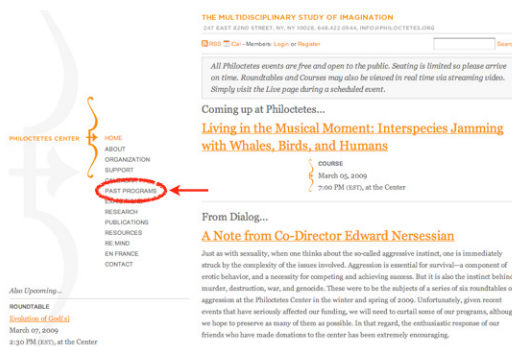 THE MULTIDISCIPLINARY STUDY OF IMAGINATION
247 EAST 82ND STREET, NY, NY 10028, 646.422.0544, INFO@PHILOCTETES.ORG
RSS Cal - Members: Login or Register
Search
All Philoctetes events are free and open to the public. Seating is limited so please arrive
on time. Roundtables and Courses may also be viewed in real time via streaming video.
Simply visit the Live page during a scheduled event.
PHILOCTETES CENTER
HOME
ABOUT
ORGANIZATION
SUPPORT
CALENDAR
PAST PROGRAMS
RESEARCH
PUBLICATIONS
RESOURCES
RE:MIND
EN FRANCE
CONTACT
Also Upcoming...
ROUNDTABLE
Evolution of God[s]
March 07, 2009
2:30 PM (EST), at the Center
Coming up at Philoctetes...
Living in the Musical Moment: Interspecies Jamming
with Whales, Birds, and Humans
COURSE
March 05, 2009
7:00 PM (EST), at the Center
From Dialog...
A Note from Co-Director Edward Nersessian
Just as with sexuality, when one thinks about the so-called aggressive instinct, one is immediately
struck by the complexity of the issues involved. Aggression is essential for survival—a component of
erotic behavior, and a necessity for competing and achieving success. But it is also the instinct behind
murder, destruction, war, and genocide. These were to be the subjects of a series of six roundtables on
aggression at the Philoctetes Center in the winter and spring of 2009. Unfortunately, given recent
events that have seriously affected our funding, we will need to curtail some of our programs, although
we hope to preserve as many of them as possible. In that regard, the enthusiastic response of our
friends who have made donations to the center has been extremely encouraging.